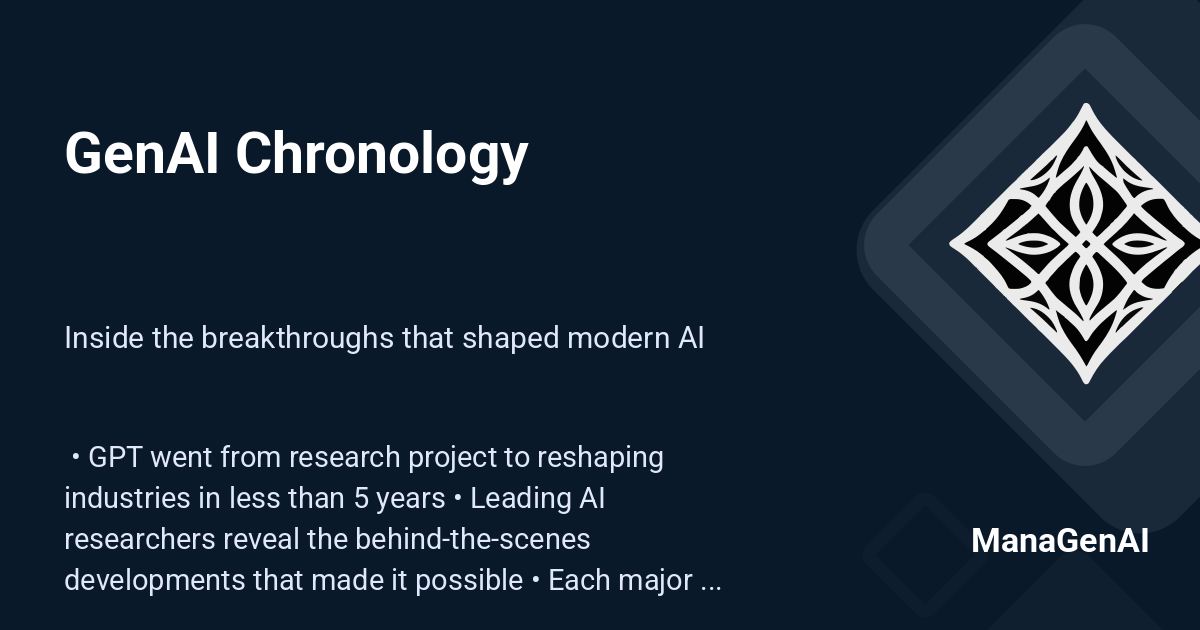 GenAI Chronology
Inside the breakthroughs that shaped modern AI
• GPT went from research project to reshaping
industries in less than 5 years • Leading AI
researchers reveal the behind-the-scenes
developments that made it possible • Each major ...
ManaGenAI